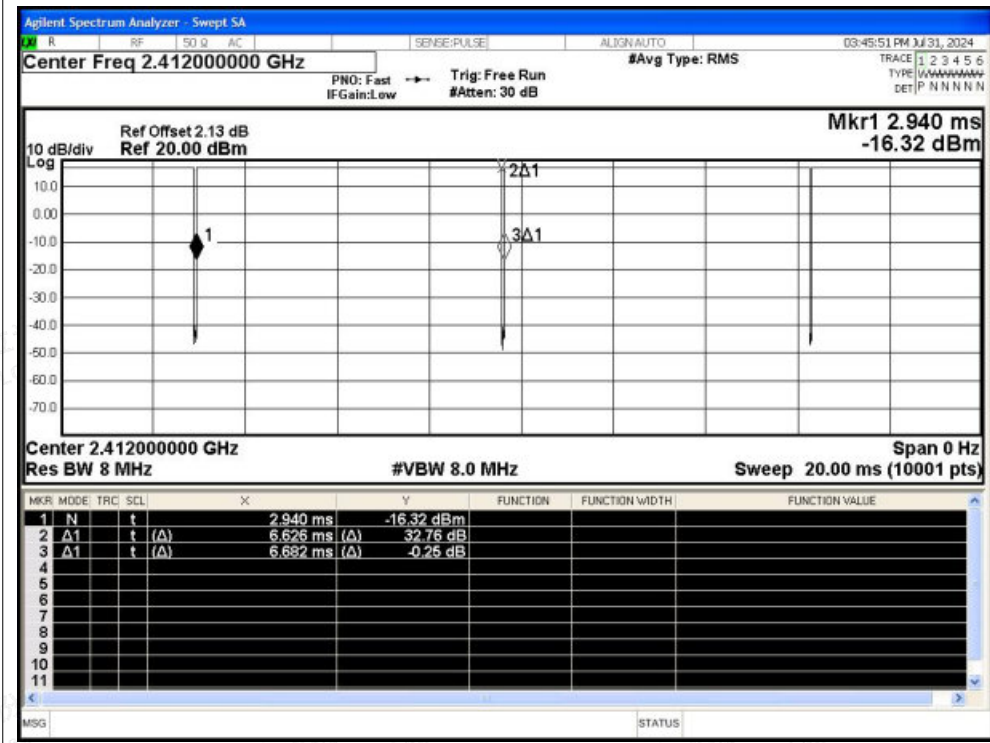 Agilent Spectrum Analyzer - Swept SA
LXI R RF 50 Ω AC SENSE:PULSE ALIGNAUTO 03:45:51 PM Jul 31, 2024
Center Freq 2.412000000 GHz #Avg Type: RMS TRACE 1 2 3 4 5 6
PNO: Fast Trig: Free Run TYPE
IFGain:Low #Atten: 30 dB DET P N N N N N
Mkr1 2.940 ms
-16.32 dBm
Ref Offset 2.13 dB
10 dB/div Ref 20.00 dBm
Log
2Δ1
10.0
0.00
1
3Δ1
-10.0
-20.0
-30.0
-40.0
-50.0
-60.0
-70.0
Center 2.412000000 GHz Span 0 Hz
Res BW 8 MHz #VBW 8.0 MHz Sweep 20.00 ms (10001 pts)
MKR MODE TRC SCL X Y FUNCTION FUNCTION WIDTH FUNCTION VALUE
1 N t 2.940 ms -16.32 dBm
2 Δ1 t (Δ) 6.626 ms (Δ) 32.76 dB
3 Δ1 t (Δ) 6.682 ms (Δ) -0.25 dB
4
5
6
7
8
9
10
11
MSG STATUS